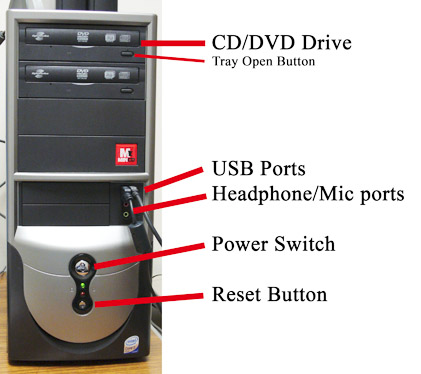 CD/DVD Drive
Tray Open Button
USB Ports
Headphone/Mic ports
Power Switch
Reset Button